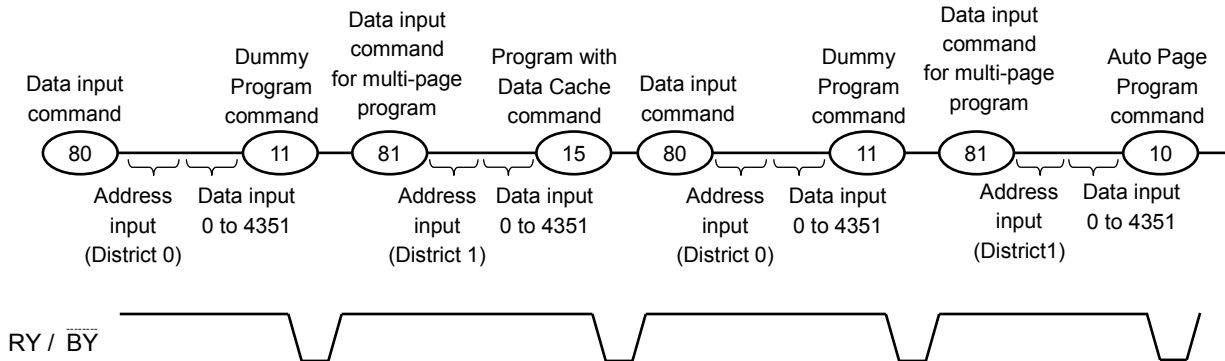 Data input
command
80
Address
input
(District 0)
Data input
0 to 4351
Dummy
Program
command
11
Data input
command
for multi-page
program
81
Address
input
(District 1)
Data input
0 to 4351
Program with
Data Cache
command
15
Data input
command
80
Address
input
(District 0)
Data input
0 to 4351
Dummy
Program
command
11
Data input
command
for multi-page
program
81
Address
input
(District1)
Data input
0 to 4351
Auto Page
Program
command
10
RY / BY